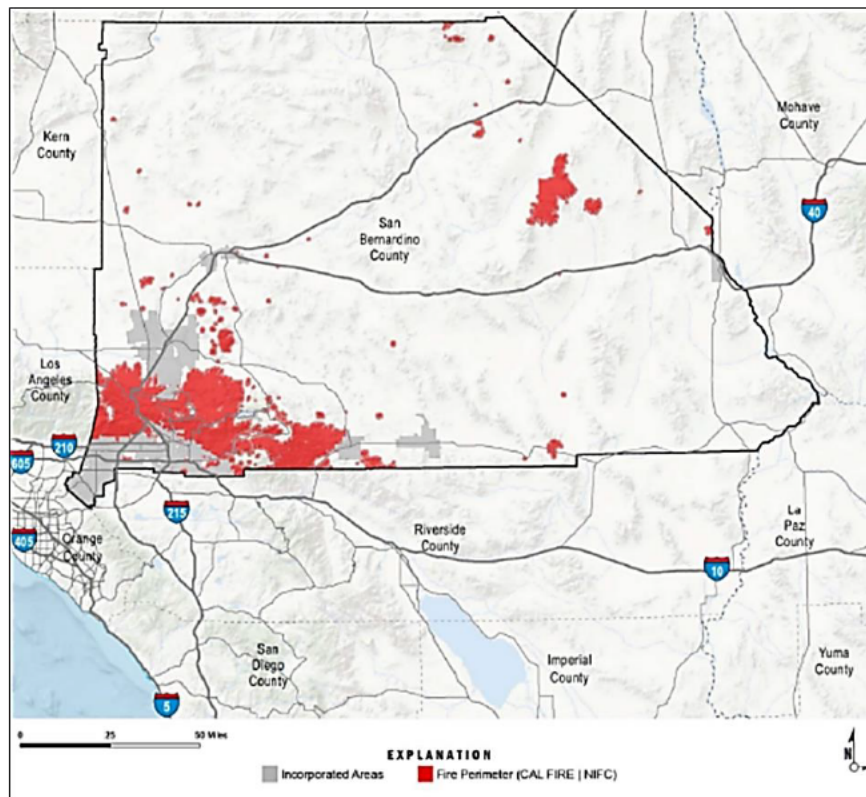 Kern
County
Mohave
County
40
San
Bernardino
County
Los
Angeles
County
210
605
215
405
Orange
County
Riverside
County
La
Paz
County
10
San
Diego
County
Imperial
County
Yuma
County
5
0 25 50 Miles
N
EXPLANATION
Incorporated Areas
Fire Perimeter (CAL FIRE | NIFC)